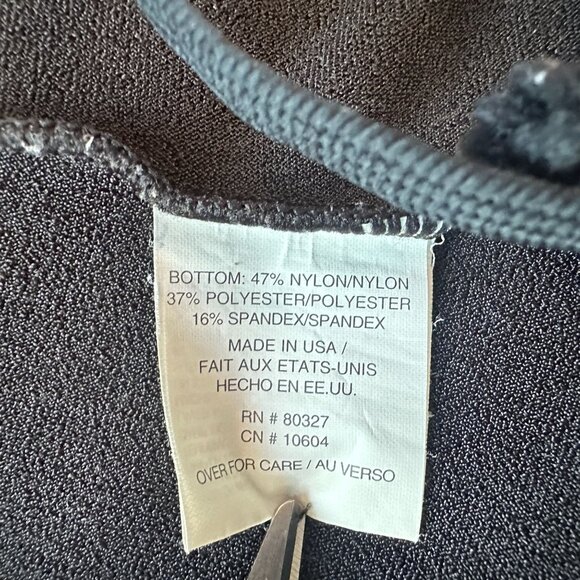 BOTTOM: 47% NYLON/NYLON
37% POLYESTER/POLYESTER
16% SPANDEX/SPANDEX
MADE IN USA /
FAIT AUX ETATS-UNIS
HECHO EN EE.UU.
RN # 80327
CN # 10604
OVER FOR CARE / AU VERSO